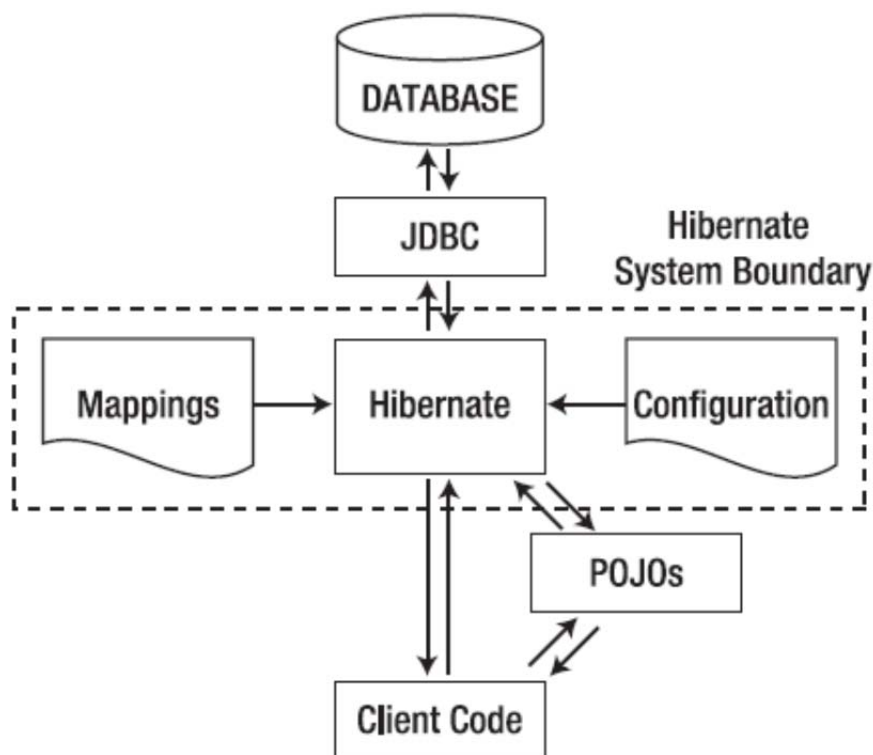 DATABASE
JDBC
Hibernate
System Boundary
Mappings
Hibernate
Configuration
POJOs
Client Code